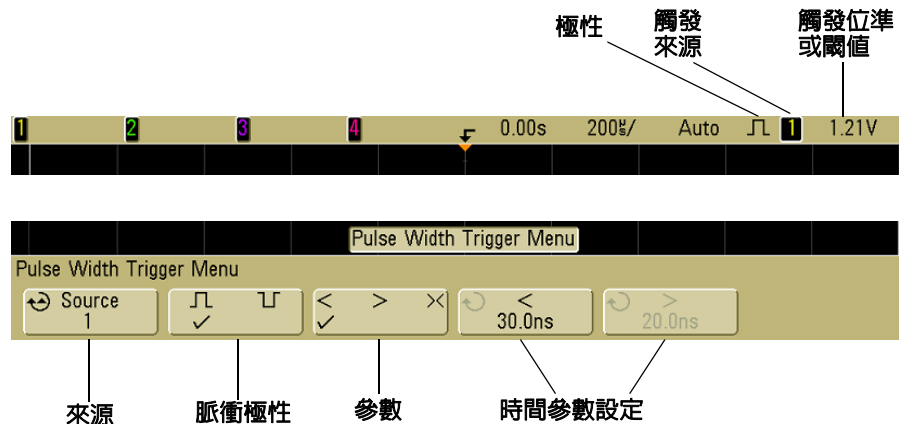 極性
觸發
來源
觸發位準
或閾值
1 2 3 4 0.00s 200㎲/ Auto 1 1.21V
Pulse Width Trigger Menu
Pulse Width Trigger Menu
Source
1
< > ><
<
30.0ns
>
20.0ns
來源 脈衝極性 參數 時間參數設定